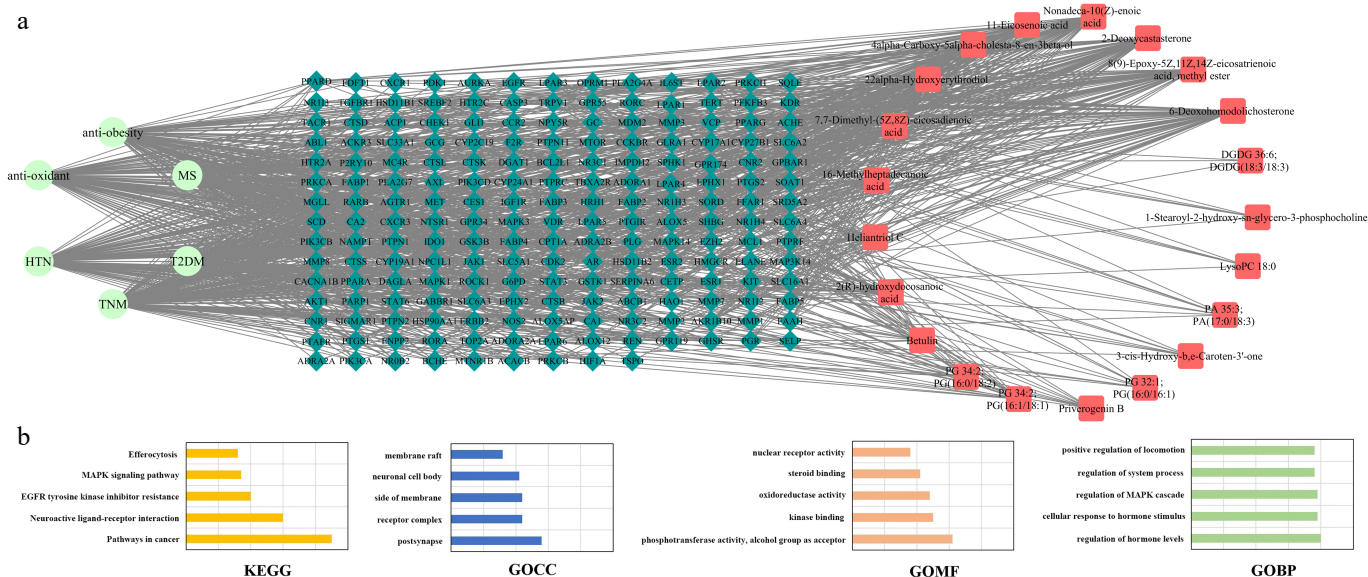 a
Nonadeca-10(Z)-enoic
acid
11-Eicosenoic acid
2-Deoxycastasterone
4alpha-Carboxy-5alpha-cholesta-8-en-3beta-ol
8(9)-Epoxy-5Z,11Z,14Z-eicosatrienoic
acid, methyl ester
22alpha-Hydroxyerythrodiol
6-Deoxohomodolichosterone
7,7-Dimethyl-(5Z,8Z)-eicosadienoic
acid
DGDG 36:6;
DGDG(18:3/18:3)
16-Methylheptadecanoic
acid
1-Stearoyl-2-hydroxy-sn-glycero-3-phosphocholine
Heliantriol C
LysoPC 18:0
2(R)-hydroxydocosanoic
acid
PA 35:3;
PA(17:0/18:3)
Betulin
3-cis-Hydroxy-b,e-Caroten-3'-one
PG 34:2;
PG(16:0/18:2)
PG 34:2;
PG(16:1/18:1)
PG 32:1;
PG(16:0/16:1)
Priverogenin B
anti-obesity
anti-oxidant
MS
HTN
T2DM
TNM
PPARD FDFT1 CXCR1 PDK1 AURKA EGFR LPAR3 OPRM1 PLA2G4A IL6ST LPAR2 PRKCH SQLE
NR1I3 TGFBR1 HSD11B1 SREBF2 HTR2C CASP3 TRPV1 GPR55 RORC LPAR1 TERT PFKFB3 KDR
TACR1 CTSD ACP1 CHEK1 GLI1 CCR2 NPY5R GC MDM2 MMP3 VCP PPARG ACHE
ABL1 ACKR3 SLC33A1 GCG CYP2C19 F2R PTPN11 MTOR CCKBR GLRA1 CYP17A1 CYP27B1 SLC6A2
HTR2A P2RY10 MC4R CTSL CTSK DGAT1 BCL2L1 NR3C1 IMPDH2 SPHK1 GPR174 CNR2 GPBAR1
PRKCA FABP1 PLA2G7 AXL PIK3CD CYP24A1 PTPRC TBXA2R ADORA1 LPAR4 EPHX1 PTGS2 SOAT1
MGLL RARB AGTR1 MET CES1 IGF1R FABP3 HRH1 FABP2 NR1H3 SORD FFAR1 SRD5A2
SCD CA2 CXCR3 NTSR1 GPR34 MAPK3 VDR LPAR5 PTGIR ALOX5 SHBG NR1H4 SLC6A4
PIK3CB NAMPT PTPN1 IDO1 GSK3B FABP4 CPT1A ADRA2B PLG MAPK14 EZH2 MCL1 PTPRF
MMP8 CTSS CYP19A1 NPC1L1 JAK1 SLC5A1 CDK2 AR HSD11B2 ESR2 HMGCR ELANE MAP3K14
CACNA1B PPARA DAGLA MAPK1 ROCK1 G6PD STAT3 GSTK1 SERPINA6 CETP ESR1 KIT SLC16A1
AKT1 PARP1 STAT6 GABBR1 SLC6A3 EPHX2 CTSB JAK2 ABCB1 HAO1 MMP7 NR1I2 FABP5
CNR1 SIGMAR1 PTPN2 HSP90AA1 ERBB2 NOS2 ALOX5AP CA1 NR3C2 MMP2 AKR1B10 MMP1 FAAH
PTAFR PTGS1 ENPP2 RORA TOP2A ADORA2A LPAR6 ALOX12 REN GPR119 GHSR PGR SELP
ADRA2A PIK3CA NR0B2 BCHE MTNR1B ACACB PRKCB HIF1A TSPO
b
Efferocytosis
MAPK signaling pathway
EGFR tyrosine kinase inhibitor resistance
Neuroactive ligand-receptor interaction
Pathways in cancer
KEGG
membrane raft
neuronal cell body
side of membrane
receptor complex
postsynapse
GOCC
nuclear receptor activity
steroid binding
oxidoreductase activity
kinase binding
phosphotransferase activity, alcohol group as acceptor
GOMF
positive regulation of locomotion
regulation of system process
regulation of MAPK cascade
cellular response to hormone stimulus
regulation of hormone levels
GOBP